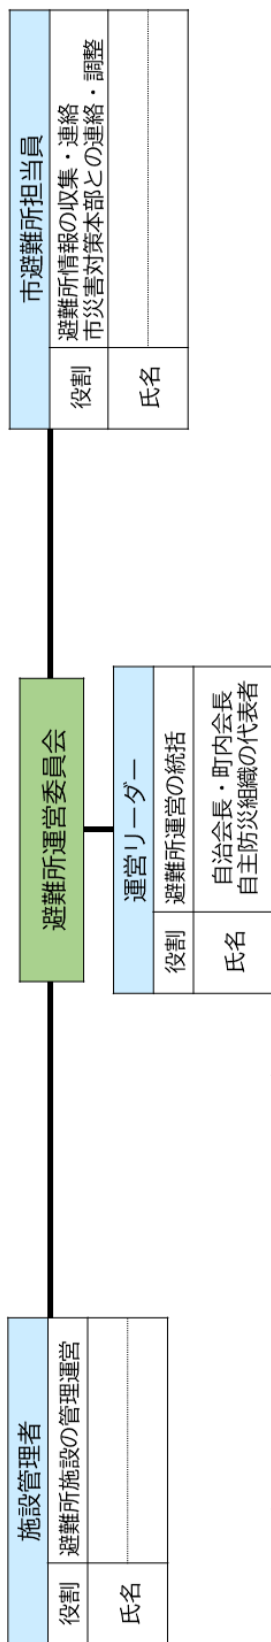 避難所運営委員会
施設管理者
役割
避難所施設の管理運営
氏名
運営リーダー
役割
避難所運営の統括
氏名
自治会長・町内会長
自主防災組織の代表者
市避難所担当員
役割
避難所情報の収集・連絡
市災害対策本部との連絡・調整
氏名